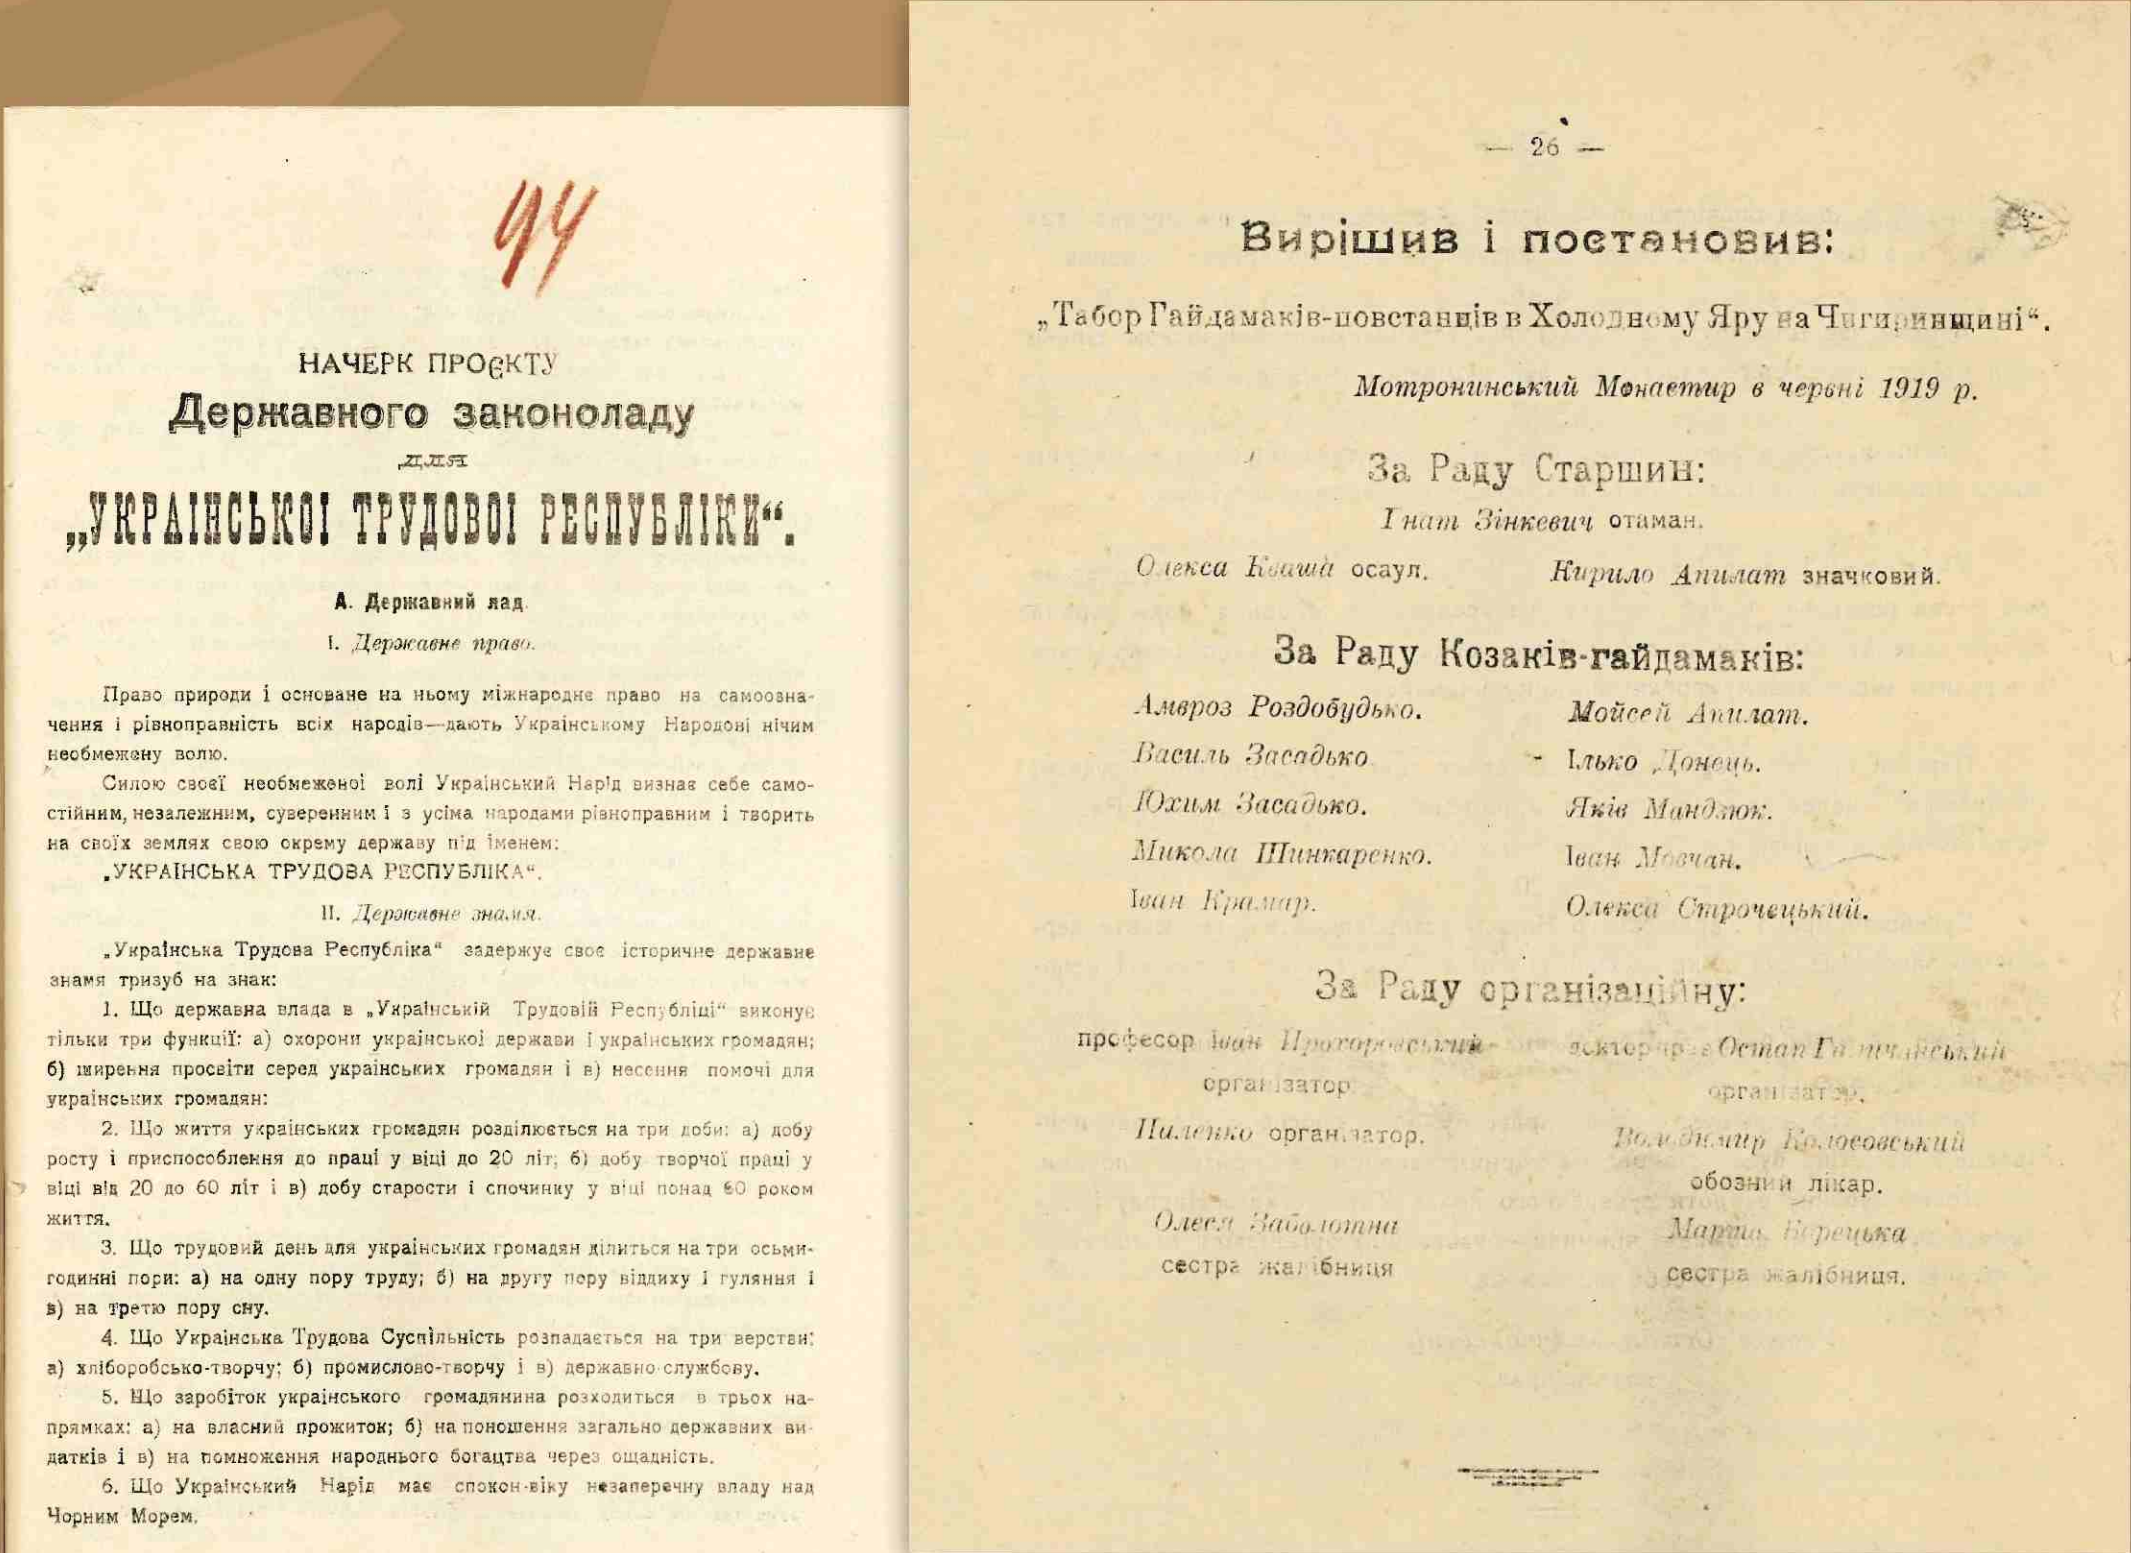 94
НАЧЕРК ПРОЄКТУ
Державного законоладу
для
„УКРАІНСЬКОІ ТРУДОВОІ РЕСПУБЛІКИ“.
А. Державний лад.
I. Державне право.
Право природи і основане на ньому міжнародне право на самоозна-
чення і рівноправність всіх народів—дають Українському Народові нічим
необмежену волю.
Силою своєї необмеженої волі Український Нарід визнає себе само-
стійним, незалежним, суверенним і з усіма народами рівноправним і творить
на своїх землях свою окрему державу під іменем:
„УКРАІНСЬКА ТРУДОВА РЕСПУБЛІКА“.
II. Державне знамя.
„Українська Трудова Республіка“ задержує своє історичне державне
знамя тризуб на знак:
1. Що державна влада в „Українській Трудовій Республіці“ виконує
тільки три функції: а) охорони української держави і українських громадян;
б) ширення просвіти серед українських громадян і в) несення помочі для
українських громадян:
2. Що життя українських громадян розділюється на три доби: а) добу
росту і приспособлення до праці у віці до 20 літ; б) добу творчої праці у
віці від 20 до 60 літ і в) добу старости і спочинку у віці понад 60 роком
життя.
3. Що трудовий день для українських громадян ділиться на три осьми-
годинні пори: а) на одну пору труду; б) на другу пору віддиху і гуляння і
в) на третю пору сну.
4. Що Українська Трудова Суспільність розпадається на три верстви:
а) хліборобсько-творчу; б) промислово-творчу і в) державно-службову.
5. Що заробіток українського громадянина розходиться в трьох на-
прямках: а) на власний прожиток; б) на поношення загально державних ви-
датків і в) на помноження народнього богацтва через ощадність.
6. Що Український Нарід має споков-віку незаперечну владу над
Чорним Морем.
— 26 —
Вирішив і постановив:
„Табор Гайдамаків-повстанців в Холодному Яру на Чигиринщині“.
Мотронинський Монастир в червні 1919 р.
За Раду Старшин:
Ігнат Зінкевич отаман.
Олекса Кваша осаул. Кирило Апилат значковий.
За Раду Козаків-гайдамаків:
Амвроз Роздобудько. Мойсей Апилат.
Василь Засадько Ілько Донець.
Юхим Засадько. Яків Мандзюк.
Микола Шинкаренко. Іван Мовчан.
Іван Крамар. Олекса Строчецький.
За Раду організаційну:
професор Іван Прохоровський Остап
організатор організатор.
Пиленко організатор. Володимир Колосовський
обозний лікар.
Олеся Заболотна Марта
сестра жалібниця сестра жалібниця.